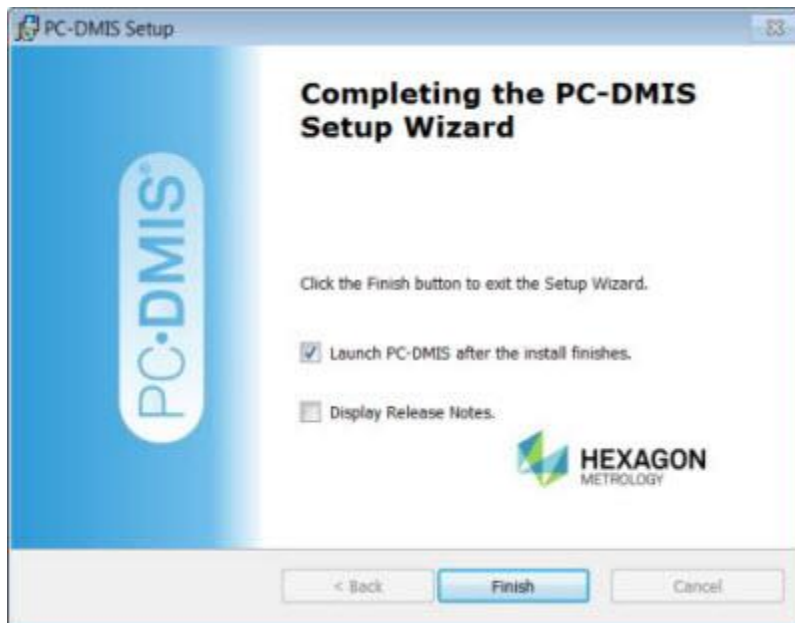 PC-DMIS Setup
Completing the PC-DMIS
Setup Wizard
PC•DMIS®
Click the Finish button to exit the Setup Wizard.
Launch PC-DMIS after the install finishes.
Display Release Notes.
HEXAGON
METROLOGY
< Back
Finish
Cancel